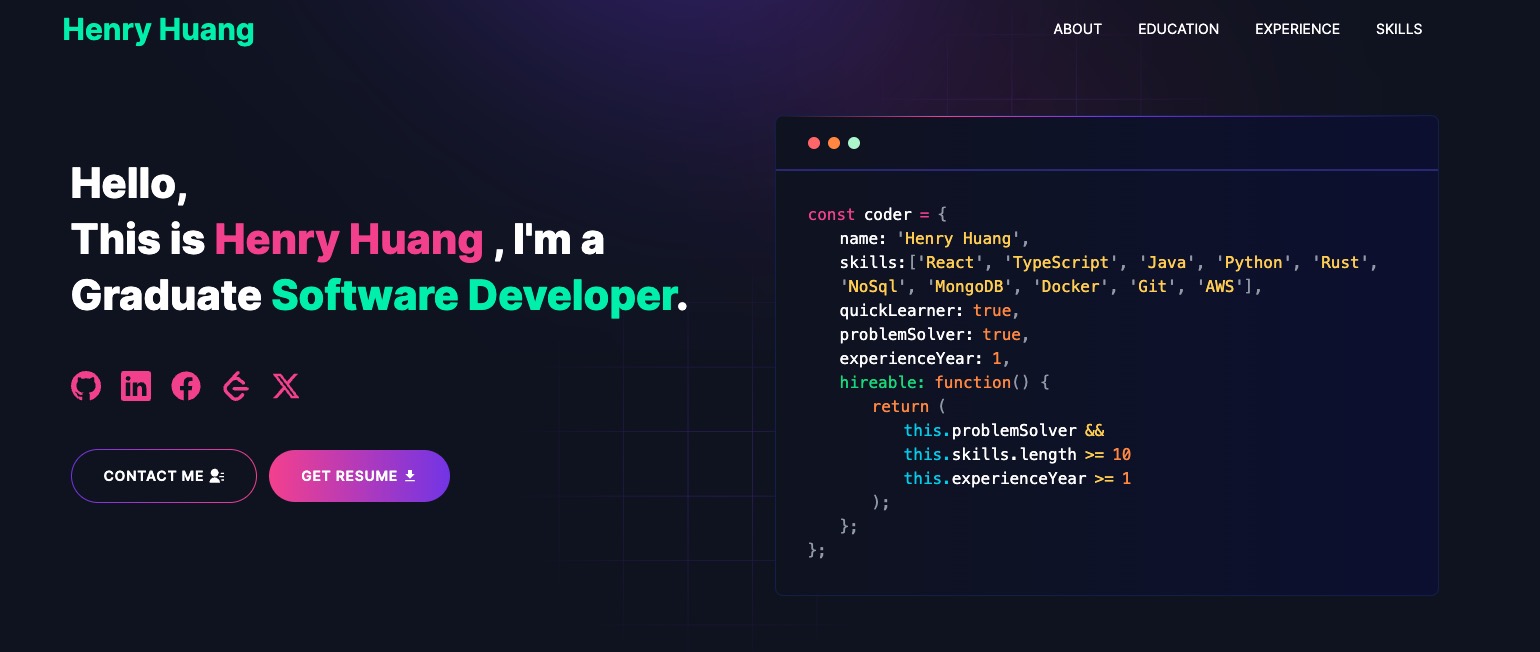 Henry Huang
ABOUT EDUCATION EXPERIENCE SKILLS
Hello,
This is Henry Huang , I'm a
Graduate Software Developer.
CONTACT ME
GET RESUME
const coder = {
name: 'Henry Huang',
skills:['React', 'TypeScript', 'Java', 'Python', 'Rust',
'NoSql', 'MongoDB', 'Docker', 'Git', 'AWS'],
quickLearner: true,
problemSolver: true,
experienceYear: 1,
hireable: function() {
return (
this.problemSolver &&
this.skills.length >= 10
this.experienceYear >= 1
);
};
};